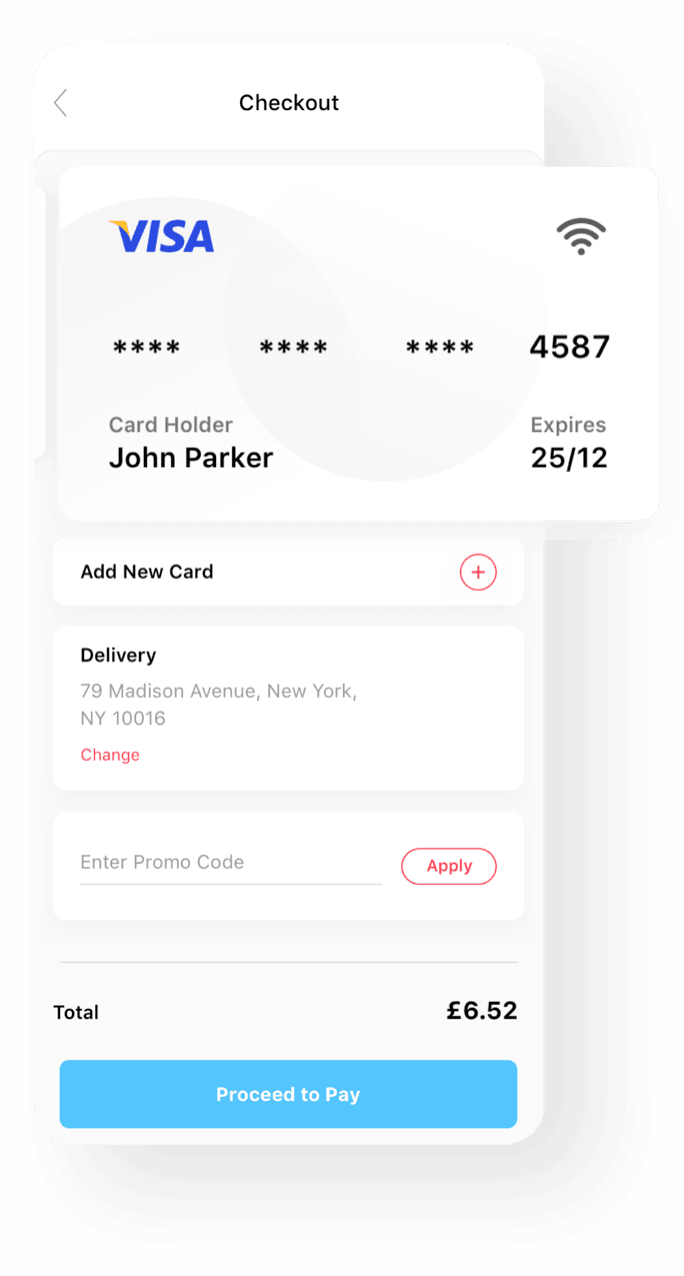 Checkout
VISA
**** **** **** 4587
Card Holder
John Parker
Expires
25/12
Add New Card
Delivery
79 Madison Avenue, New York,
NY 10016
Change
Enter Promo Code
Apply
Total
£6.52
Proceed to Pay